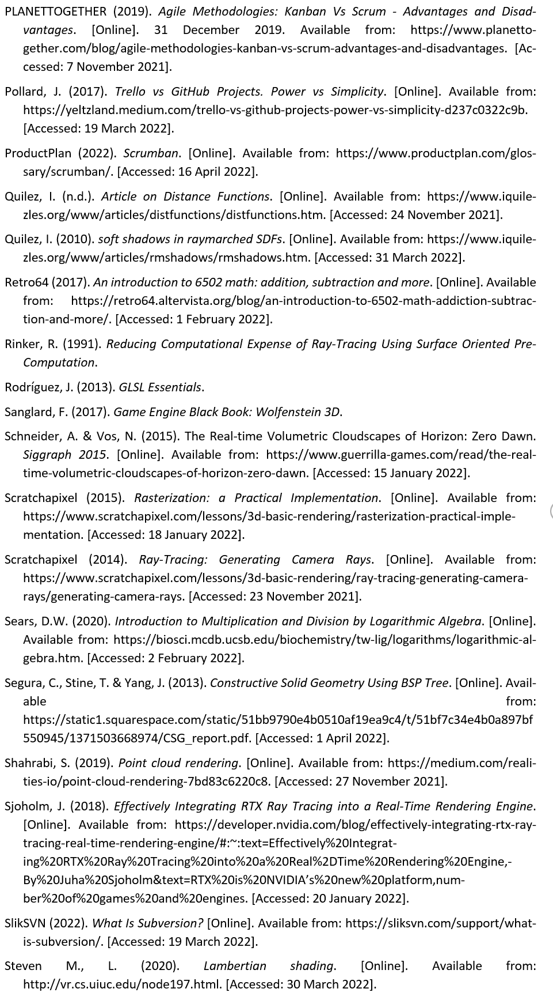 PLANETTOGETHER (2019). Agile Methodologies: Kanban Vs Scrum - Advantages and Disad-
vantages. [Online]. 31 December 2019. Available from: https://www.planetto-
gether.com/blog/agile-methodologies-kanban-vs-scrum-advantages-and-disadvantages. [Ac-
cessed: 7 November 2021].
Pollard, J. (2017). Trello vs GitHub Projects. Power vs Simplicity. [Online]. Available from:
https://yeltzland.medium.com/trello-vs-github-projects-power-vs-simplicity-d237c0322c9b.
[Accessed: 19 March 2022].
ProductPlan (2022). Scrumban. [Online]. Available from: https://www.productplan.com/glos-
sary/scrumban/. [Accessed: 16 April 2022].
Quilez, I. (n.d.). Article on Distance Functions. [Online]. Available from: https://www.iquile-
zles.org/www/articles/distfunctions/distfunctions.htm. [Accessed: 24 November 2021].
Quilez, I. (2010). soft shadows in raymarched SDFs. [Online]. Available from: https://www.iquile-
zles.org/www/articles/rmshadows/rmshadows.htm. [Accessed: 31 March 2022].
Retro64 (2017). An introduction to 6502 math: addition, subtraction and more. [Online]. Available
from: https://retro64.altervista.org/blog/an-introduction-to-6502-math-addiction-subtrac-
tion-and-more/. [Accessed: 1 February 2022].
Rinker, R. (1991). Reducing Computational Expense of Ray-Tracing Using Surface Oriented Pre-
Computation.
Rodríguez, J. (2013). GLSL Essentials.
Sanglard, F. (2017). Game Engine Black Book: Wolfenstein 3D.
Schneider, A. & Vos, N. (2015). The Real-time Volumetric Cloudscapes of Horizon: Zero Dawn.
Siggraph 2015. [Online]. Available from: https://www.guerrilla-games.com/read/the-real-
time-volumetric-cloudscapes-of-horizon-zero-dawn. [Accessed: 15 January 2022].
Scratchapixel (2015). Rasterization: a Practical Implementation. [Online]. Available from:
https://www.scratchapixel.com/lessons/3d-basic-rendering/rasterization-practical-imple-
mentation. [Accessed: 18 January 2022].
Scratchapixel (2014). Ray-Tracing: Generating Camera Rays. [Online]. Available from:
https://www.scratchapixel.com/lessons/3d-basic-rendering/ray-tracing-generating-camera-
rays/generating-camera-rays. [Accessed: 23 November 2021].
Sears, D.W. (2020). Introduction to Multiplication and Division by Logarithmic Algebra. [Online].
Available from: https://biosci.mcdb.ucsb.edu/biochemistry/tw-lig/logarithms/logarithmic-al-
gebra.htm. [Accessed: 2 February 2022].
Segura, C., Stine, T. & Yang, J. (2013). Constructive Solid Geometry Using BSP Tree. [Online]. Avail-
able from:
https://static1.squarespace.com/static/51bb9790e4b0510af19ea9c4/t/51bf7c34e4b0a897bf
550945/1371503668974/CSG_report.pdf. [Accessed: 1 April 2022].
Shahrabi, S. (2019). Point cloud rendering. [Online]. Available from: https://medium.com/reali-
ties-io/point-cloud-rendering-7bd83c6220c8. [Accessed: 27 November 2021].
Sjoholm, J. (2018). Effectively Integrating RTX Ray Tracing into a Real-Time Rendering Engine.
[Online]. Available from: https://developer.nvidia.com/blog/effectively-integrating-rtx-ray-
tracing-real-time-rendering-engine/#:~:text=Effectively%20Integrat-
ing%20RTX%20Ray%20Tracing%20into%20a%20Real%2DTime%20Rendering%20Engine,-
By%20Juha%20Sjoholm&text=RTX%20is%20NVIDIA’s%20new%20platform,num-
ber%20of%20games%20and%20engines. [Accessed: 20 January 2022].
SlikSVN (2022). What Is Subversion? [Online]. Available from: https://sliksvn.com/support/what-
is-subversion/. [Accessed: 19 March 2022].
Steven M., L. (2020). Lambertian shading. [Online]. Available from:
http://vr.cs.uiuc.edu/node197.html. [Accessed: 30 March 2022].